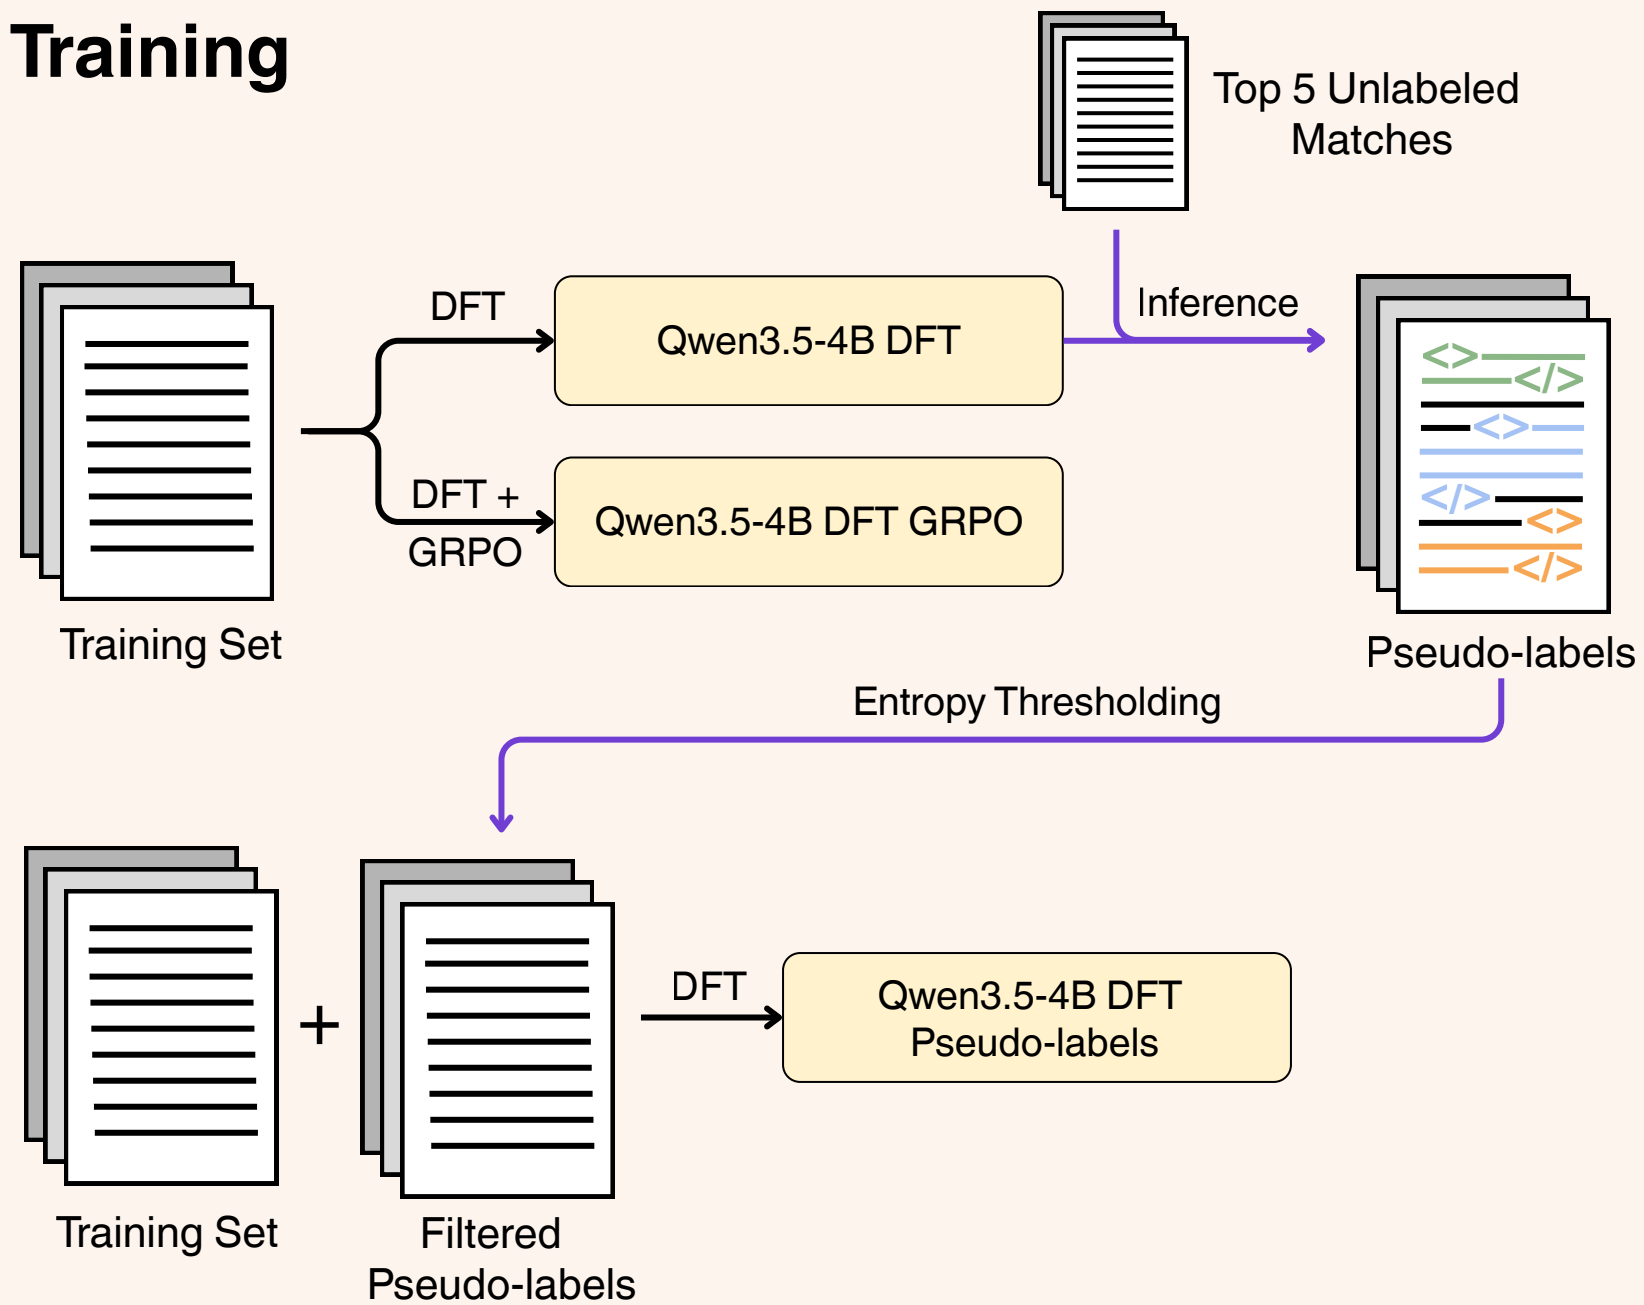 Training
Top 5 Unlabeled
Matches
DFT
Qwen3.5-4B DFT
Inference
<>
</>
<>
</>
<>
</>
DFT +
GRPO
Qwen3.5-4B DFT GRPO
Training Set
Pseudo-labels
Entropy Thresholding
+
DFT
Qwen3.5-4B DFT
Pseudo-labels
Training Set
Filtered
Pseudo-labels